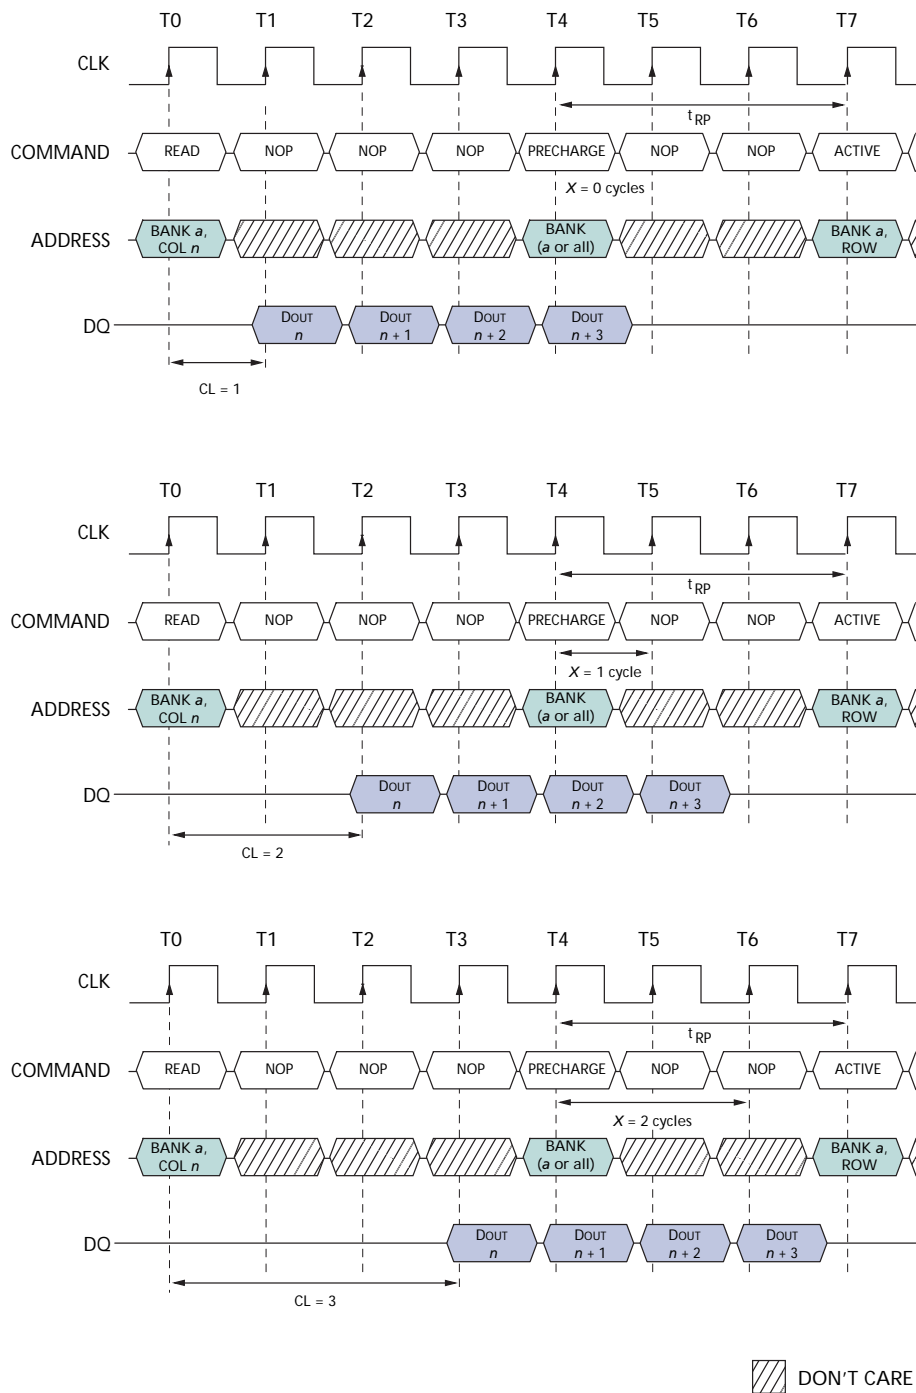 T0 T1 T2 T3 T4 T5 T6 T7
CLK
tRP
COMMAND READ NOP NOP NOP PRECHARGE NOP NOP ACTIVE
X = 0 cycles
ADDRESS BANK a, COL n BANK (a or all) BANK a, ROW
DQ DOUT n DOUT n + 1 DOUT n + 2 DOUT n + 3
CL = 1
T0 T1 T2 T3 T4 T5 T6 T7
CLK
tRP
COMMAND READ NOP NOP NOP PRECHARGE NOP NOP ACTIVE
X = 1 cycle
ADDRESS BANK a, COL n BANK (a or all) BANK a, ROW
DQ DOUT n DOUT n + 1 DOUT n + 2 DOUT n + 3
CL = 2
T0 T1 T2 T3 T4 T5 T6 T7
CLK
tRP
COMMAND READ NOP NOP NOP PRECHARGE NOP NOP ACTIVE
X = 2 cycles
ADDRESS BANK a, COL n BANK (a or all) BANK a, ROW
DQ DOUT n DOUT n + 1 DOUT n + 2 DOUT n + 3
CL = 3
DON'T CARE